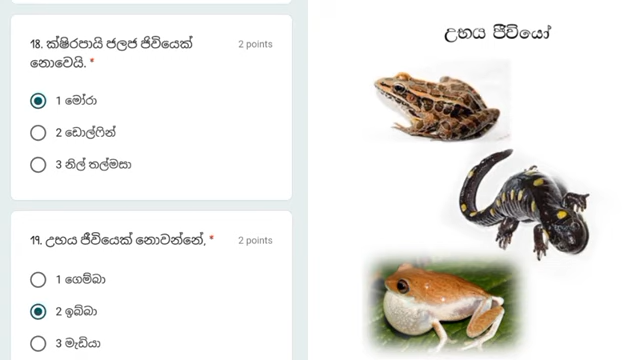 18. ක්ෂිරපායි ජලජ ජිවියෙක්
නොවෙයි. *
2 points
1 මෝරා
2 ඩොල්ෆින්
3 නිල් තල්මසා
19. උභය ජීවියෙක් නොවන්නේ, *
2 points
1 ගෙම්බා
2 ඉබ්බා
3 මැඩියා
උභය ජීවියෝ